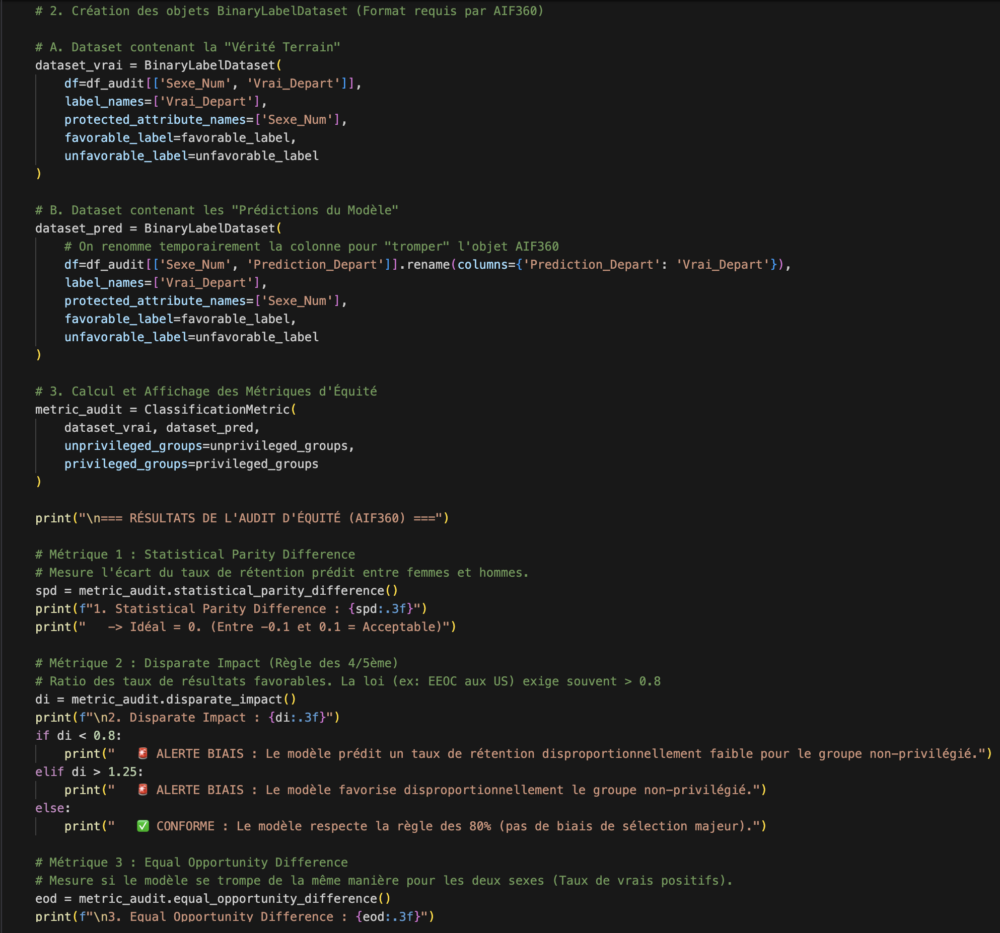 # 2. Création des objets BinaryLabelDataset (Format requis par AIF360)
# A. Dataset contenant la "Vérité Terrain"
dataset_vrai = BinaryLabelDataset(
    df=df_audit[['Sexe_Num', 'Vrai_Depart']],
    label_names=['Vrai_Depart'],
    protected_attribute_names=['Sexe_Num'],
    favorable_label=favorable_label,
    unfavorable_label=unfavorable_label
)
# B. Dataset contenant les "Prédictions du Modèle"
dataset_pred = BinaryLabelDataset(
    # On renomme temporairement la colonne pour "tromper" l'objet AIF360
    df=df_audit[['Sexe_Num', 'Prediction_Depart']].rename(columns={'Prediction_Depart': 'Vrai_Depart'}),
    label_names=['Vrai_Depart'],
    protected_attribute_names=['Sexe_Num'],
    favorable_label=favorable_label,
    unfavorable_label=unfavorable_label
)
# 3. Calcul et Affichage des Métriques d'Équité
metric_audit = ClassificationMetric(
    dataset_vrai, dataset_pred,
    unprivileged_groups=unprivileged_groups,
    privileged_groups=privileged_groups
)
print("\n=== RÉSULTATS DE L'AUDIT D'ÉQUITÉ (AIF360) ===")
# Métrique 1 : Statistical Parity Difference
# Mesure l'écart du taux de rétention prédit entre femmes et hommes.
spd = metric_audit.statistical_parity_difference()
print(f"1. Statistical Parity Difference : {spd:.3f}")
print("   -> Idéal = 0. (Entre -0.1 et 0.1 = Acceptable)")
# Métrique 2 : Disparate Impact (Règle des 4/5ème)
# Ratio des taux de résultats favorables. La loi (ex: EEOC aux US) exige souvent > 0.8
di = metric_audit.disparate_impact()
print(f"\n2. Disparate Impact : {di:.3f}")
if di < 0.8:
    print("   🚨 ALERTE BIAIS : Le modèle prédit un taux de rétention disproportionnellement faible pour le groupe non-privilégié.")
elif di > 1.25:
    print("   🚨 ALERTE BIAIS : Le modèle favorise disproportionnellement le groupe non-privilégié.")
else:
    print("   ✅ CONFORME : Le modèle respecte la règle des 80% (pas de biais de sélection majeur).")
# Métrique 3 : Equal Opportunity Difference
# Mesure si le modèle se trompe de la même manière pour les deux sexes (Taux de vrais positifs).
eod = metric_audit.equal_opportunity_difference()
print(f"\n3. Equal Opportunity Difference : {eod:.3f}")